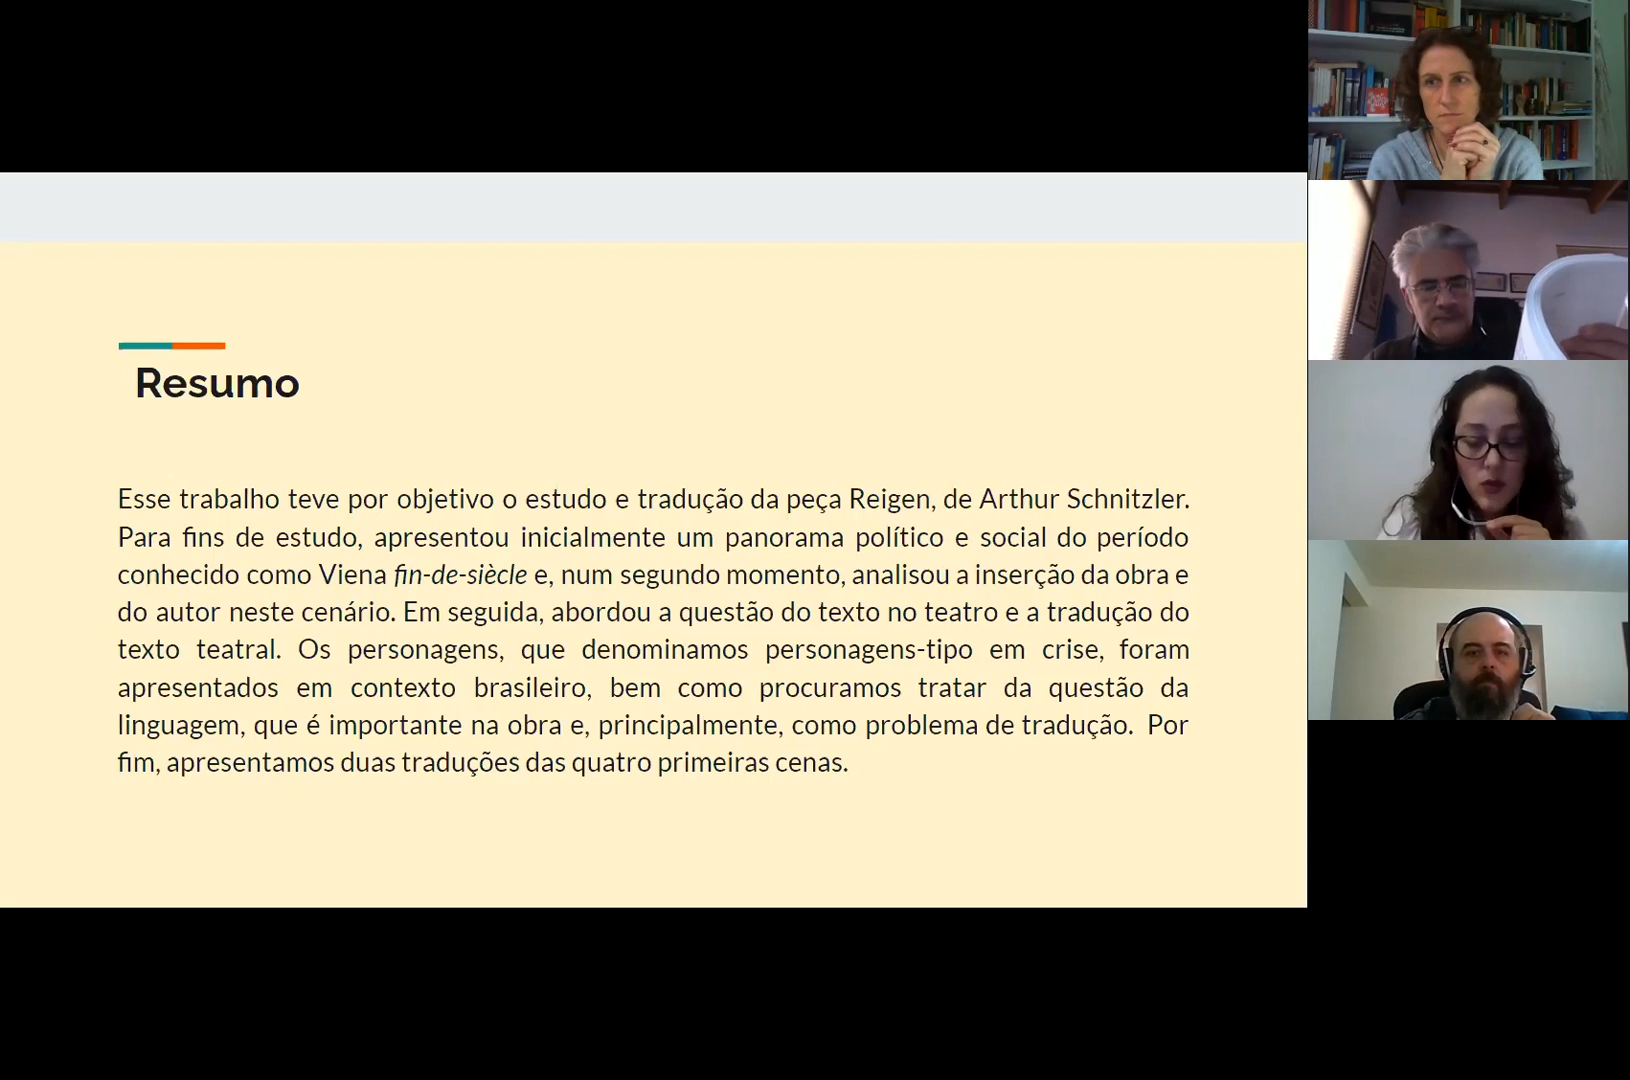 Resumo
Esse trabalho teve por objetivo o estudo e tradução da peça Reigen, de Arthur Schnitzler.
Para fins de estudo, apresentou inicialmente um panorama político e social do período
conhecido como Viena fin-de-siècle e, num segundo momento, analisou a inserção da obra e
do autor neste cenário. Em seguida, abordou a questão do texto no teatro e a tradução do
texto teatral. Os personagens, que denominamos personagens-tipo em crise, foram
apresentados em contexto brasileiro, bem como procuramos tratar da questão da
linguagem, que é importante na obra e, principalmente, como problema de tradução. Por
fim, apresentamos duas traduções das quatro primeiras cenas.